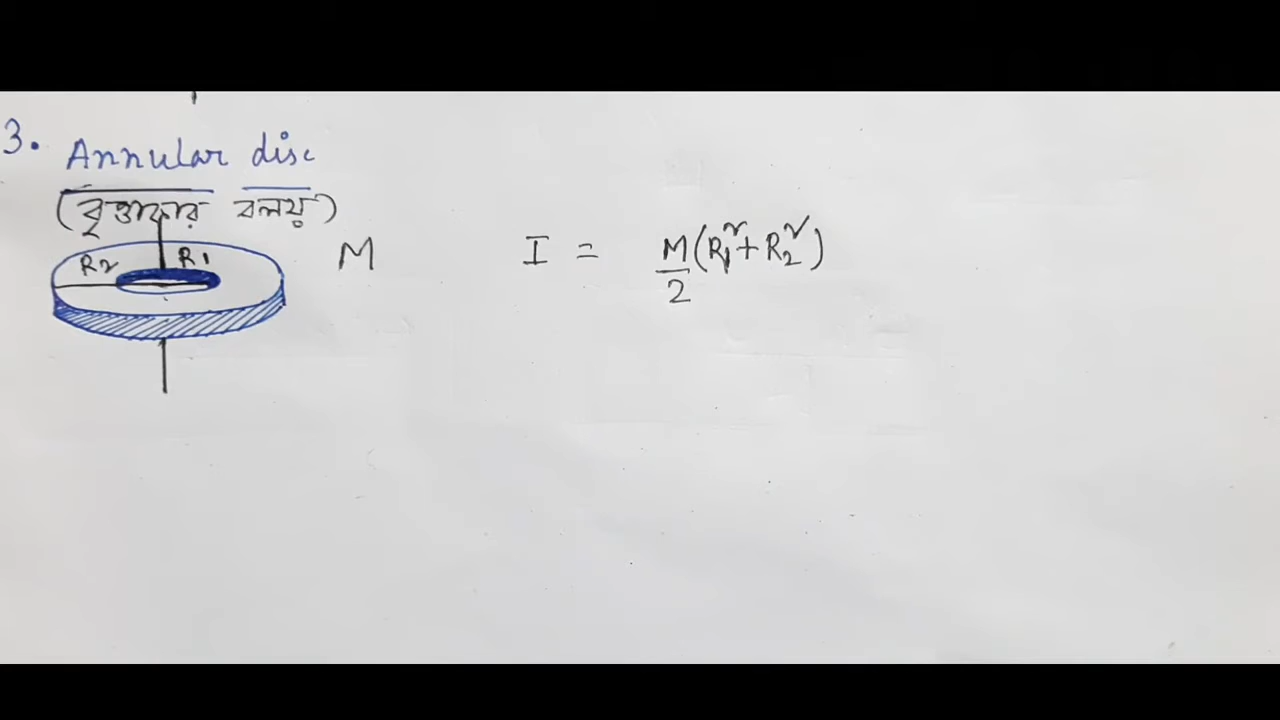 3. Annular disc
(বৃত্তাকার বলয়)
R2 R1
M
I = M/2 (R₁² + R₂²)